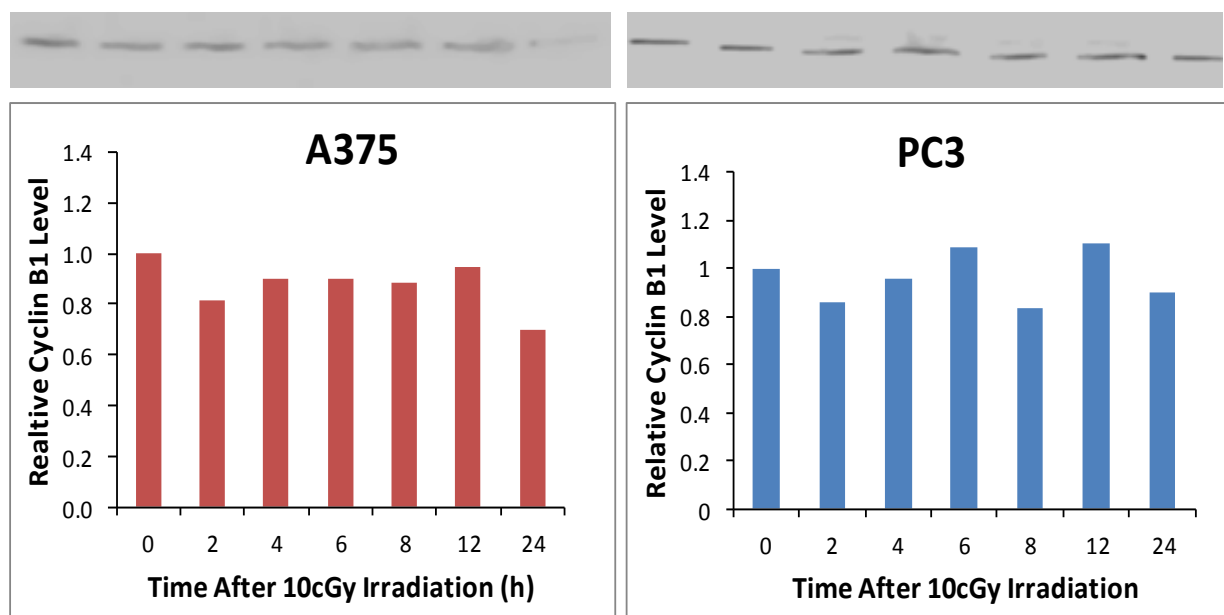 A375
1.4
1.2
1.0
0.8
0.6
0.4
0.2
0.0
Realtive Cyclin B1 Level
0 2 4 6 8 12 24
Time After 10cGy Irradiation (h)
PC3
1.4
1.2
1
0.8
0.6
0.4
0.2
0
Relative Cyclin B1 Level
0 2 4 6 8 12 24
Time After 10cGy Irradiation